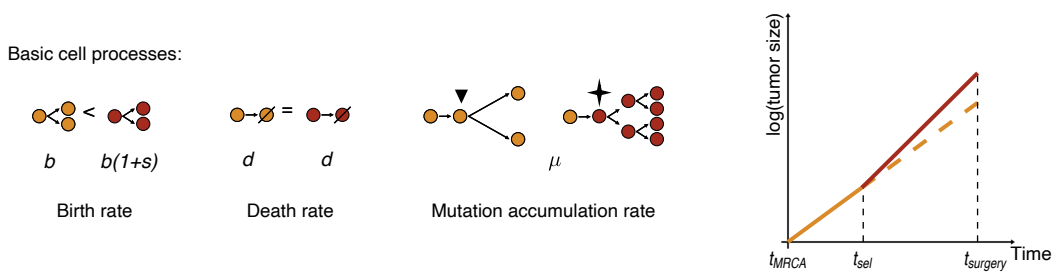 Basic cell processes:
<
=
b
b(1+s)
d
d
μ
Birth rate
Death rate
Mutation accumulation rate
log(tumor size)
t_MRCA
t_sel
t_surgery
Time